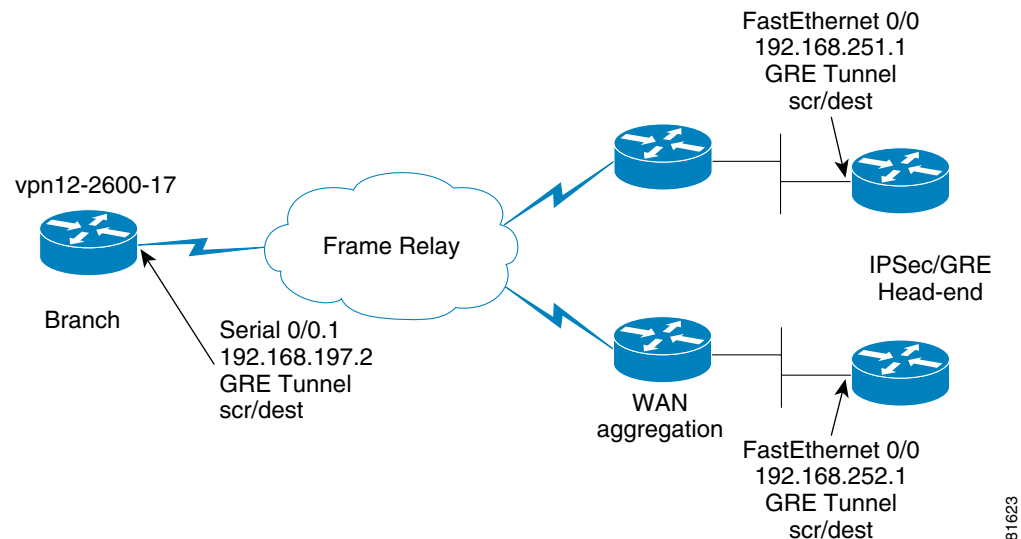 FastEthernet 0/0
192.168.251.1
GRE Tunnel
scr/dest
vpn12-2600-17
Frame Relay
IPSec/GRE
Head-end
Branch
Serial 0/0.1
192.168.197.2
GRE Tunnel
scr/dest
WAN
aggregation
FastEthernet 0/0
192.168.252.1
GRE Tunnel
scr/dest
81623